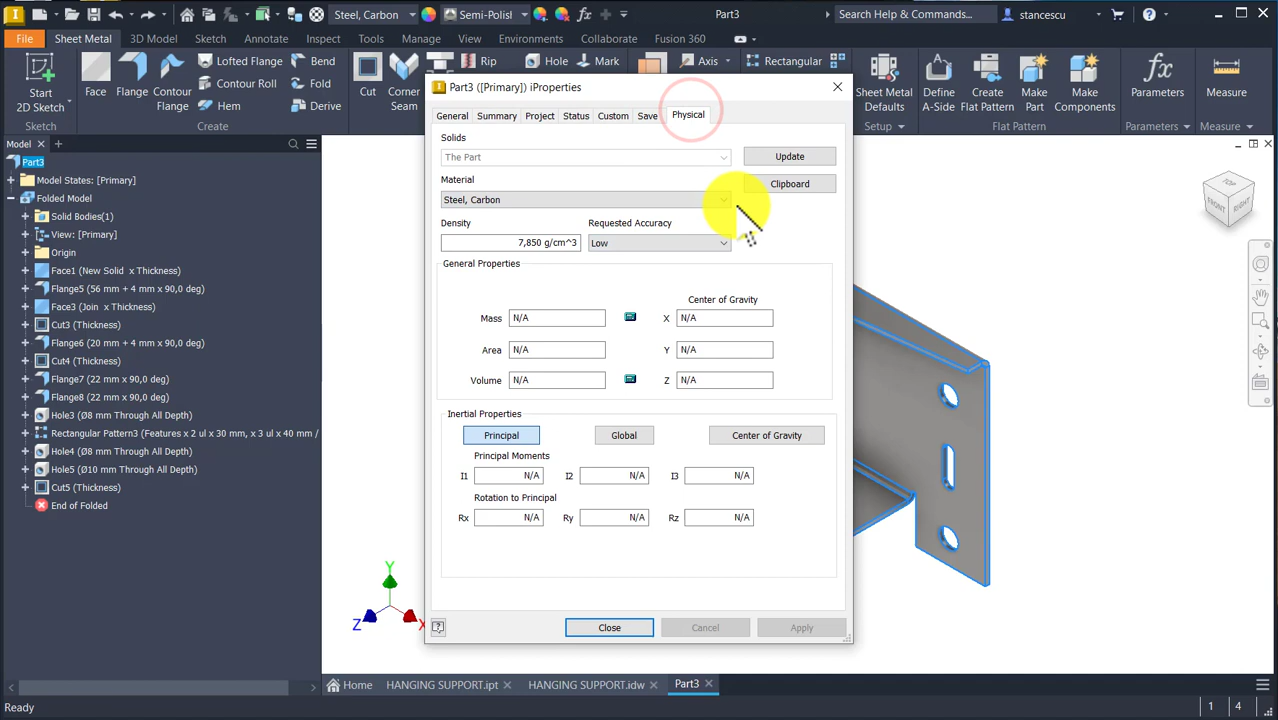 Steel, Carbon
Semi-Polish
Part3
Search Help & Commands...
stancescu
File
Sheet Metal
3D Model
Sketch
Annotate
Inspect
Tools
Manage
View
Environments
Collaborate
Fusion 360
Start
2D Sketch
Face
Flange
Contour
Flange
Lofted Flange
Contour Roll
Hem
Bend
Fold
Derive
Cut
Corner
Seam
Rip
Hole
Mark
Axis
Rectangular
Sheet Metal
Defaults
Define
A-Side
Create
Flat Pattern
Make
Part
Make
Components
Parameters
Measure
Sketch
Create
Setup
Flat Pattern
Parameters
Measure
Model
Part3
Model States: [Primary]
Folded Model
Solid Bodies(1)
View: [Primary]
Origin
Face1 (New Solid x Thickness)
Flange5 (56 mm + 4 mm x 90,0 deg)
Face3 (Join x Thickness)
Cut3 (Thickness)
Flange6 (20 mm + 4 mm x 90,0 deg)
Cut4 (Thickness)
Flange7 (22 mm x 90,0 deg)
Flange8 (22 mm x 90,0 deg)
Hole3 (Ø8 mm Through All Depth)
Rectangular Pattern3 (Features x 2 ul x 30 mm, x 3 ul x 40 mm /
Hole4 (Ø8 mm Through All Depth)
Hole5 (Ø10 mm Through All Depth)
Cut5 (Thickness)
End of Folded
Part3 ([Primary]) iProperties
General
Summary
Project
Status
Custom
Save
Physical
Solids
The Part
Update
Material
Clipboard
Steel, Carbon
Density
Requested Accuracy
7,850 g/cm^3
Low
General Properties
Center of Gravity
Mass N/A X N/A
Area N/A Y N/A
Volume N/A Z N/A
Inertial Properties
Principal
Global
Center of Gravity
Principal Moments
I1 N/A I2 N/A I3 N/A
Rotation to Principal
Rx N/A Ry N/A Rz N/A
Close
Cancel
Apply
TOP
FRONT
RIGHT
Y
Z
X
Home
HANGING SUPPORT.ipt
HANGING SUPPORT.idw
Part3
Ready
1
4